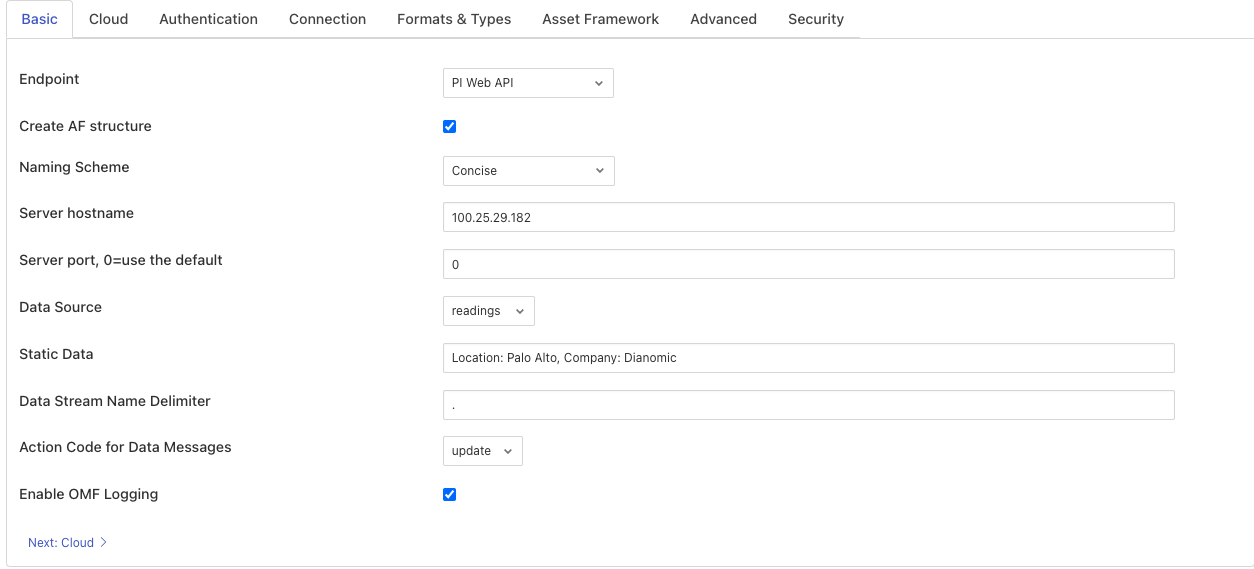 Basic Cloud Authentication Connection Formats & Types Asset Framework Advanced Security
Endpoint PI Web API
Create AF structure
Naming Scheme Concise
Server hostname 100.25.29.182
Server port, 0=use the default 0
Data Source readings
Static Data Location: Palo Alto, Company: Dianomic
Data Stream Name Delimiter .
Action Code for Data Messages update
Enable OMF Logging
Next: Cloud